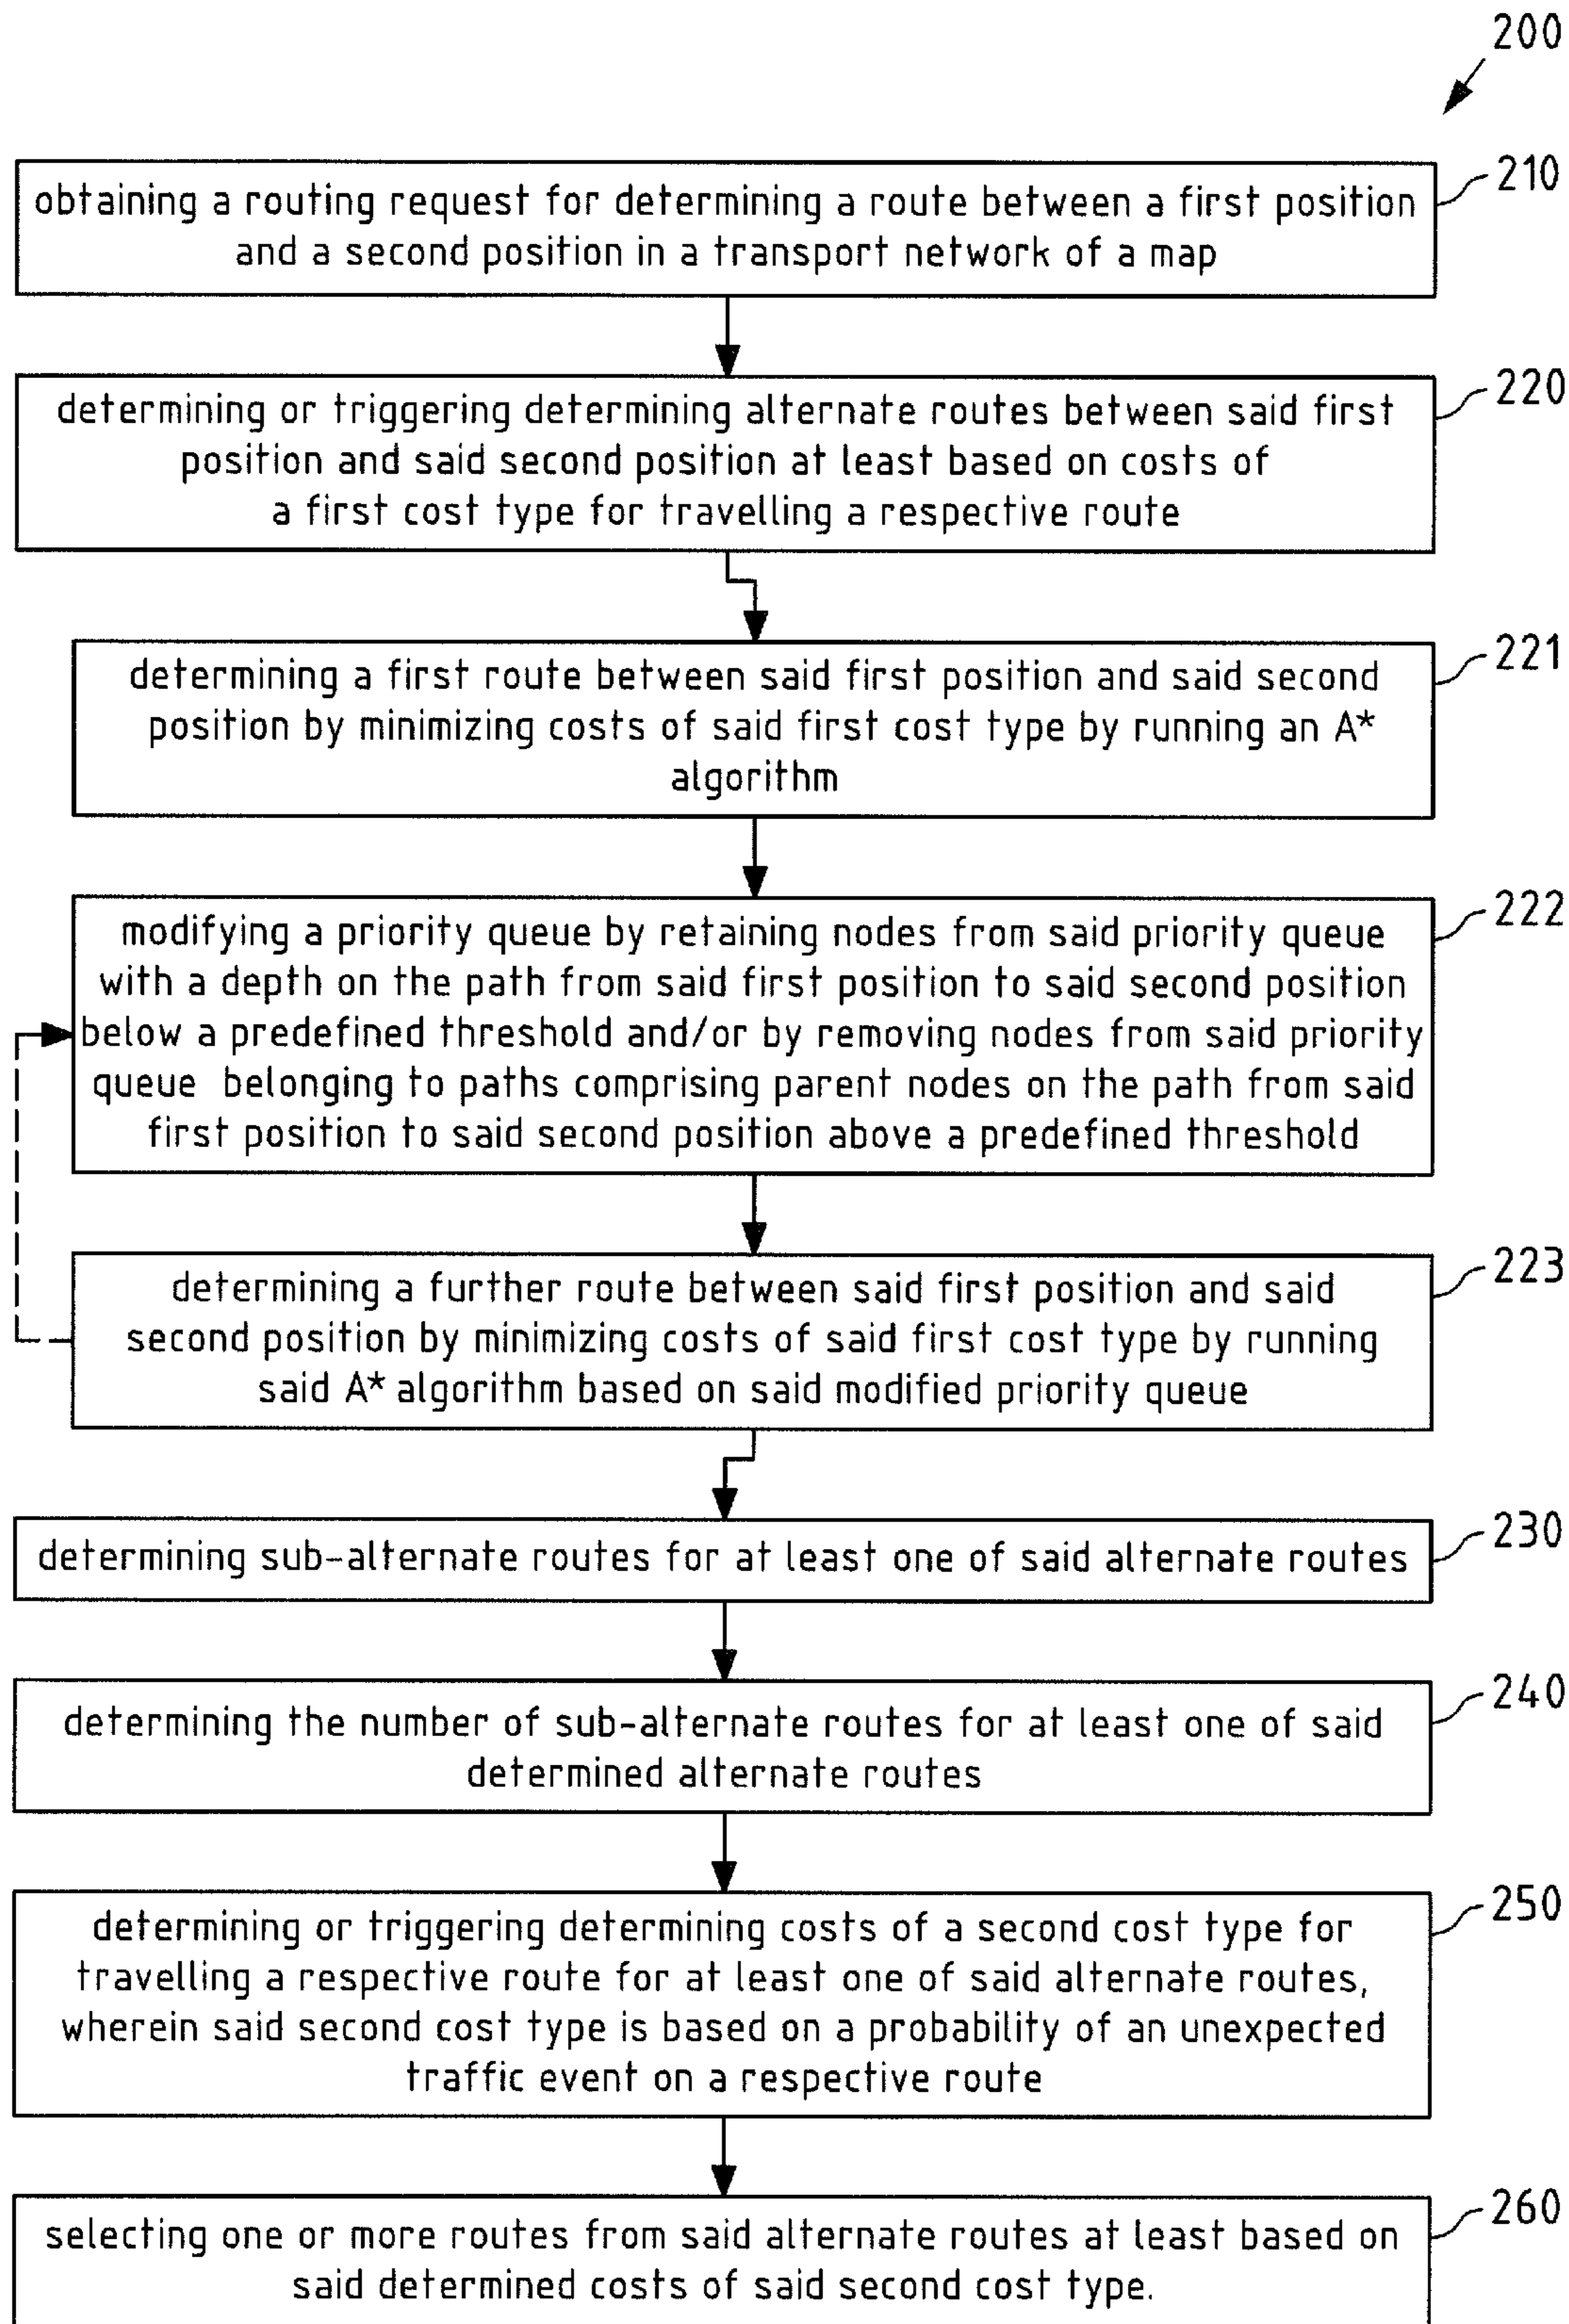 200
210
obtaining a routing request for determining a route between a first position
and a second position in a transport network of a map
220
determining or triggering determining alternate routes between said first
position and said second position at least based on costs of
a first cost type for travelling a respective route
221
determining a first route between said first position and said second
position by minimizing costs of said first cost type by running an A*
algorithm
222
modifying a priority queue by retaining nodes from said priority queue
with a depth on the path from said first position to said second position
below a predefined threshold and/or by removing nodes from said priority
queue belonging to paths comprising parent nodes on the path from said
first position to said second position above a predefined threshold
223
determining a further route between said first position and said
second position by minimizing costs of said first cost type by running
said A* algorithm based on said modified priority queue
230
determining sub-alternate routes for at least one of said alternate routes
240
determining the number of sub-alternate routes for at least one of said
determined alternate routes
250
determining or triggering determining costs of a second cost type for
travelling a respective route for at least one of said alternate routes,
wherein said second cost type is based on a probability of an unexpected
traffic event on a respective route
260
selecting one or more routes from said alternate routes at least based on
said determined costs of said second cost type.